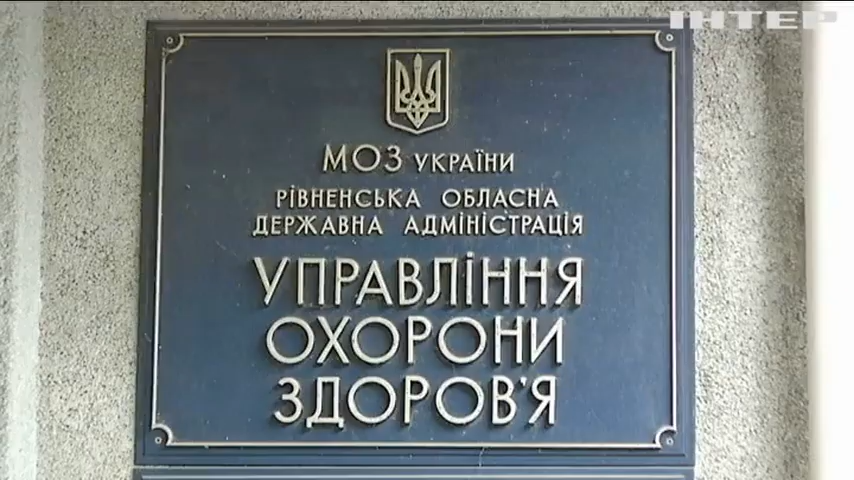 ІНТЕР
МОЗ УКРАЇНИ
РІВНЕНСЬКА ОБЛАСНА
ДЕРЖАВНА АДМІНІСТРАЦІЯ
УПРАВЛІННЯ
ОХОРОНИ
ЗДОРОВ'Я